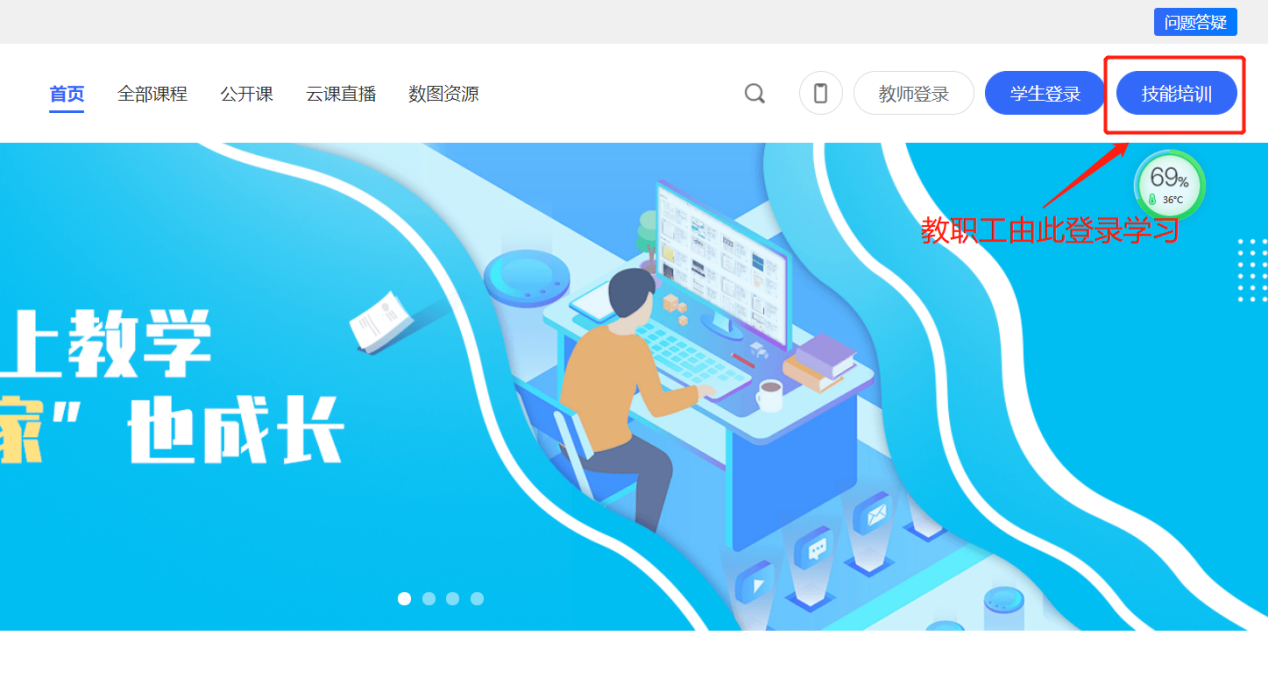 问题答疑
首页 全部课程 公开课 云课直播 数图资源 教师登录 学生登录 技能培训
69%
36℃
教职工由此登录学习
上教学
家” 也成长